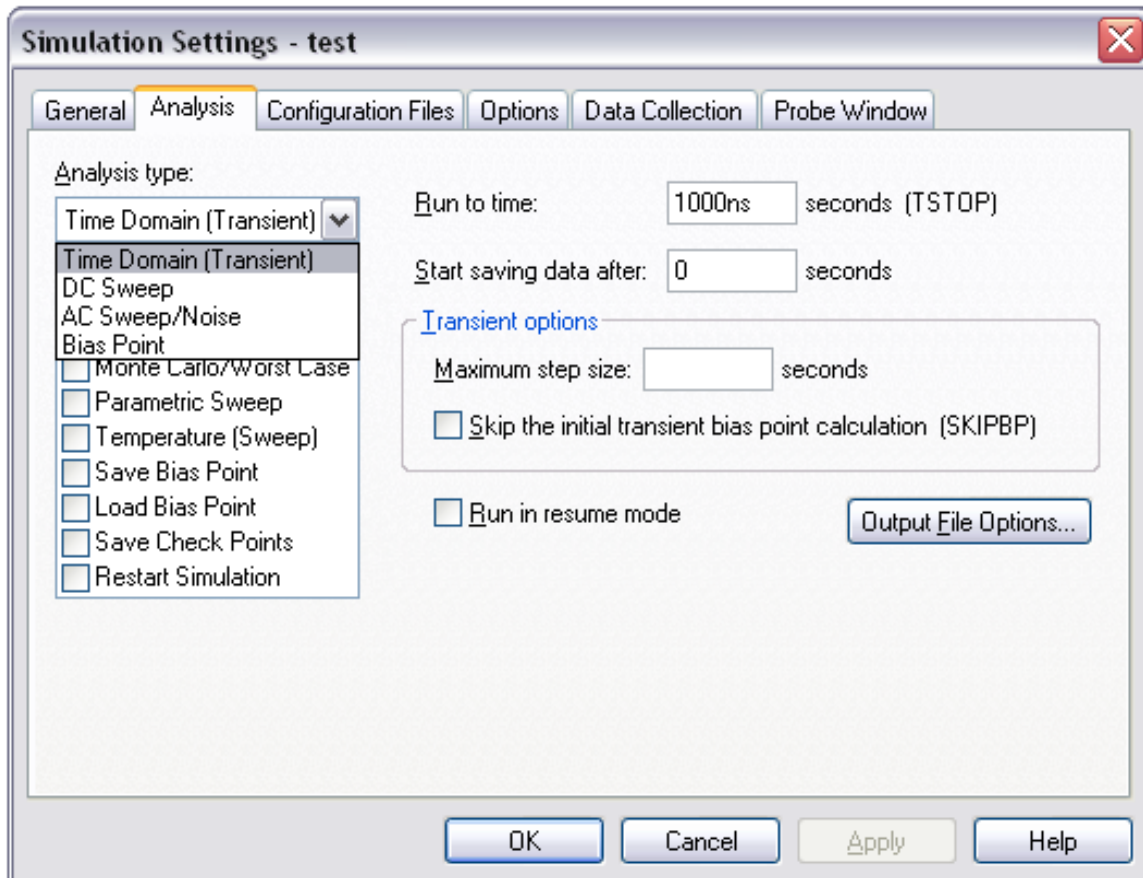 Simulation Settings - test
General Analysis Configuration Files Options Data Collection Probe Window
Analysis type:
Time Domain (Transient)
Time Domain (Transient)
DC Sweep
AC Sweep/Noise
Bias Point
Monte Carlo/Worst Case
Parametric Sweep
Temperature (Sweep)
Save Bias Point
Load Bias Point
Save Check Points
Restart Simulation
Run to time: 1000ns seconds (TSTOP)
Start saving data after: 0 seconds
Transient options
Maximum step size: seconds
Skip the initial transient bias point calculation (SKIPBP)
Run in resume mode
Output File Options...
OK Cancel Apply Help